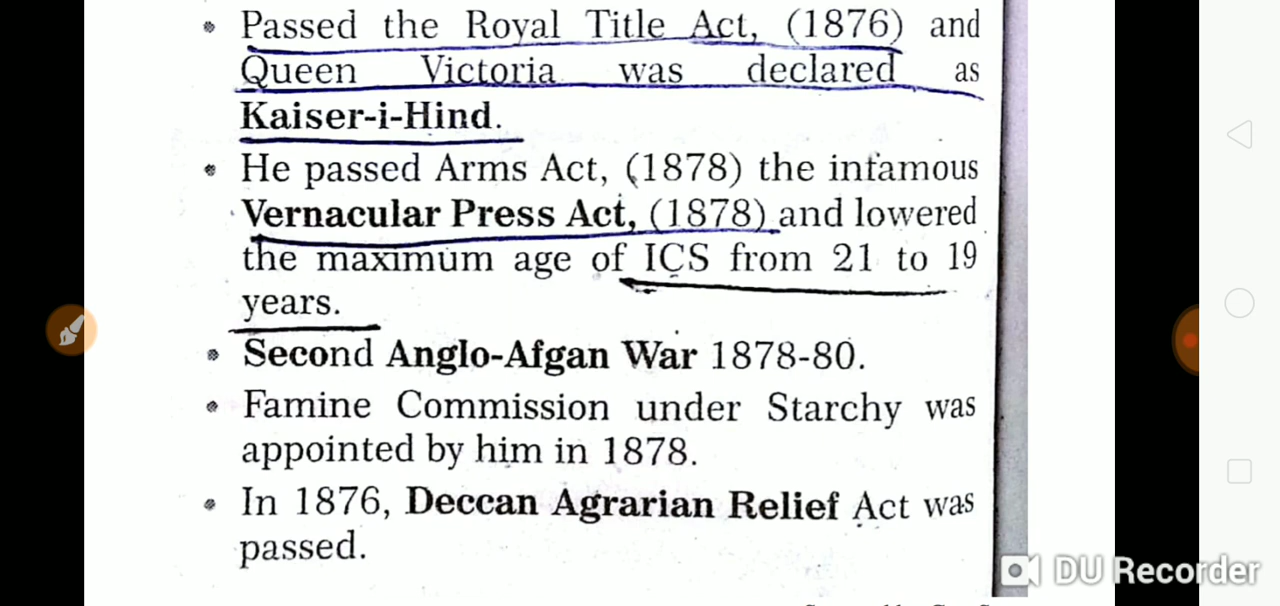 Passed the Royal Title Act, (1876) and
Queen Victoria was declared as
Kaiser-i-Hind.
He passed Arms Act, (1878) the infamous
Vernacular Press Act, (1878) and lowered
the maximum age of ICS from 21 to 19
years.
Second Anglo-Afgan War 1878-80.
Famine Commission under Starchy was
appointed by him in 1878.
In 1876, Deccan Agrarian Relief Act was
passed.
DU Recorder